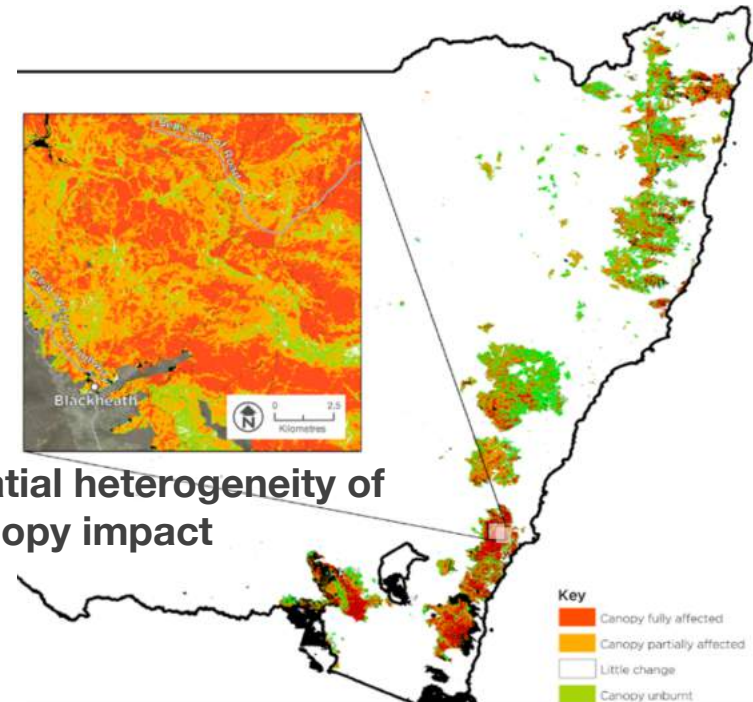 Blackheath
N
0 2.5
Kilometres
tial heterogeneity of
opy impact
Key
Canopy fully affected
Canopy partially affected
Little change
Canopy unburnt